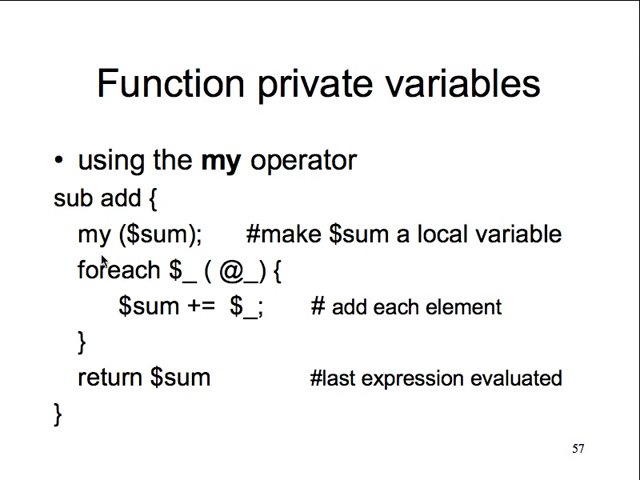 Function private variables
• using the my operator
sub add {
my ($sum); #make $sum a local variable
foreach $_ ( @_) {
$sum += $_; # add each element
}
return $sum #last expression evaluated
}
57